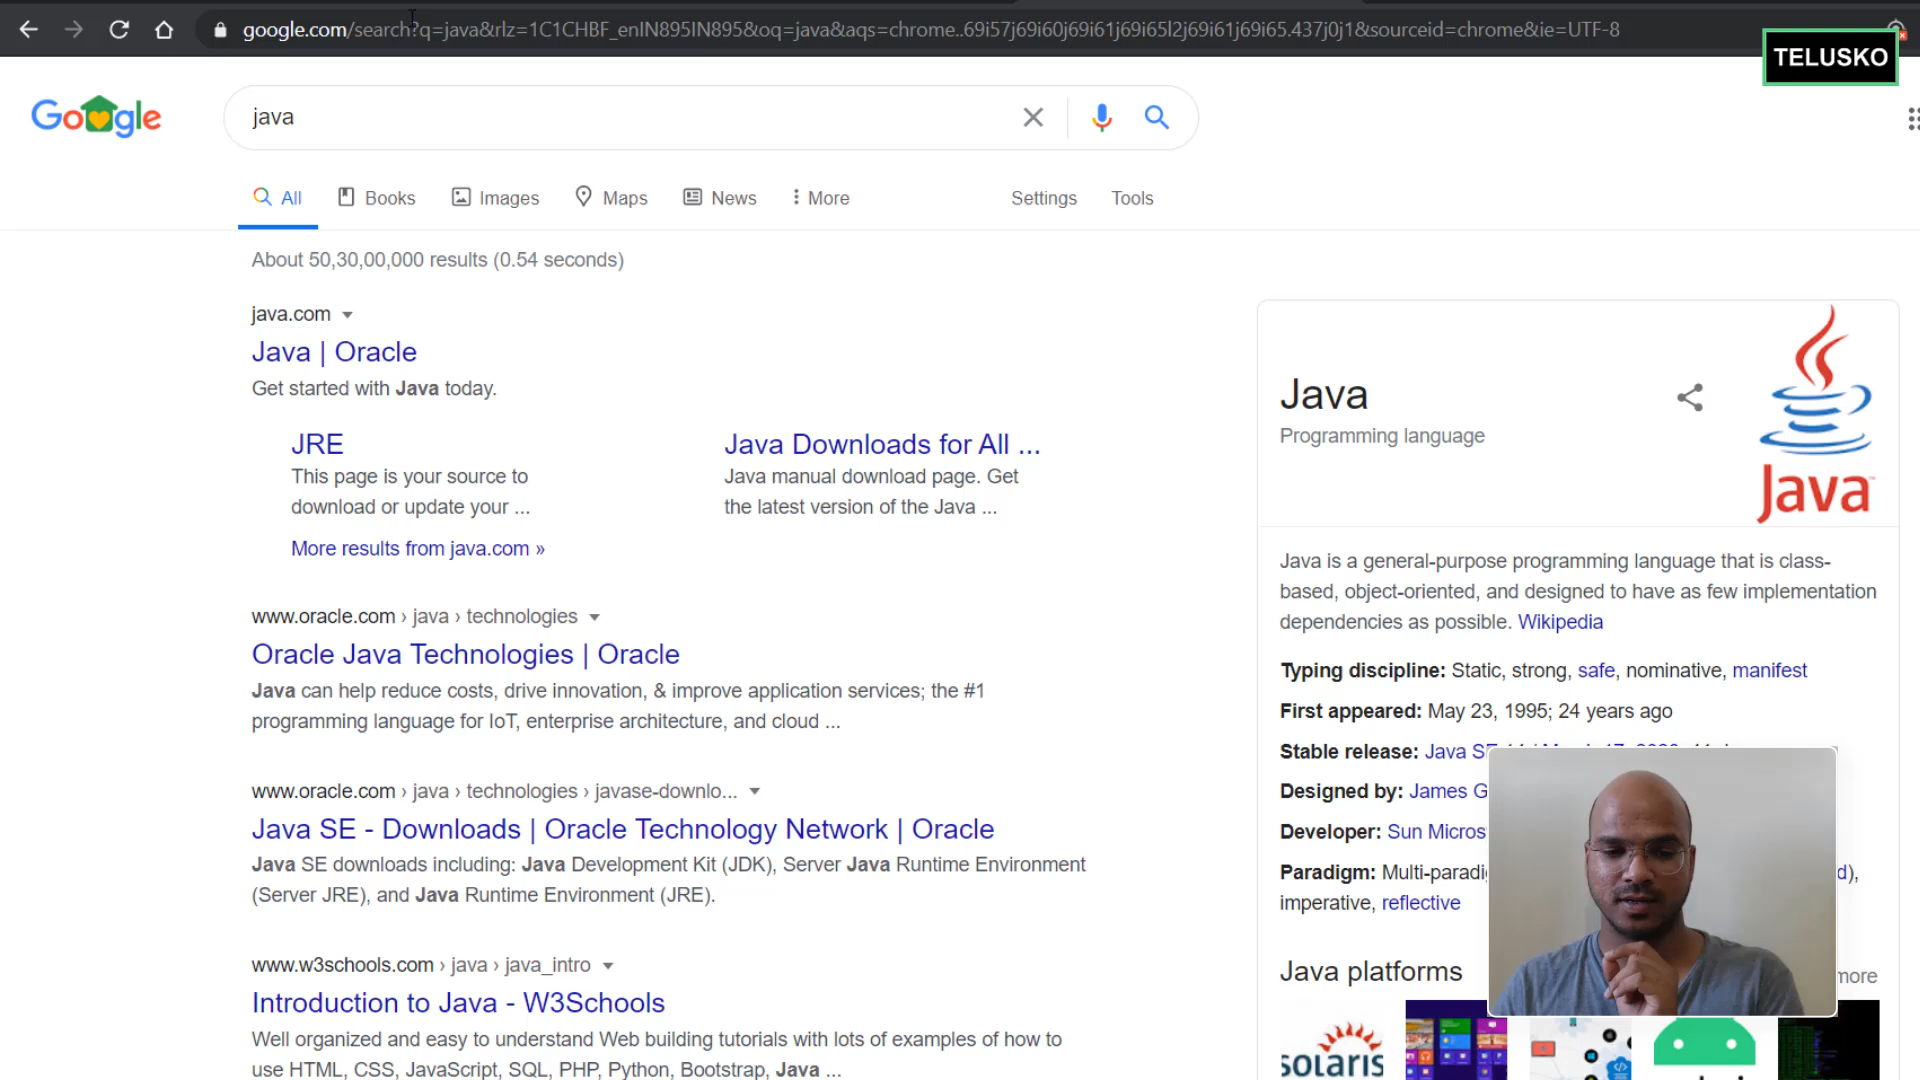 google.com/search?q=java&rlz=1C1CHBF_enIN895IN895&oq=java&aqs=chrome..69i57j69i60j69i61j69i65l2j69i61j69i65.437j0j1&sourceid=chrome&ie=UTF-8
TELUSKO
Google
java
All Books Images Maps News More Settings Tools
About 50,30,00,000 results (0.54 seconds)
java.com
Java | Oracle
Get started with Java today.
JRE
This page is your source to
download or update your ...
Java Downloads for All ...
Java manual download page. Get
the latest version of the Java ...
More results from java.com »
www.oracle.com › java › technologies
Oracle Java Technologies | Oracle
Java can help reduce costs, drive innovation, & improve application services; the #1
programming language for IoT, enterprise architecture, and cloud ...
www.oracle.com › java › technologies › javase-downlo...
Java SE - Downloads | Oracle Technology Network | Oracle
Java SE downloads including: Java Development Kit (JDK), Server Java Runtime Environment
(Server JRE), and Java Runtime Environment (JRE).
www.w3schools.com › java › java_intro
Introduction to Java - W3Schools
Well organized and easy to understand Web building tutorials with lots of examples of how to
use HTML, CSS, JavaScript, SQL, PHP, Python, Bootstrap, Java ...
Java
Programming language
Java™
Java is a general-purpose programming language that is class-
based, object-oriented, and designed to have as few implementation
dependencies as possible. Wikipedia
Typing discipline: Static, strong, safe, nominative, manifest
First appeared: May 23, 1995; 24 years ago
Stable release: Java
Designed by: James G
Developer: Sun Micros
Paradigm: Multi-paradi d),
imperative, reflective
Java platforms more
solaris